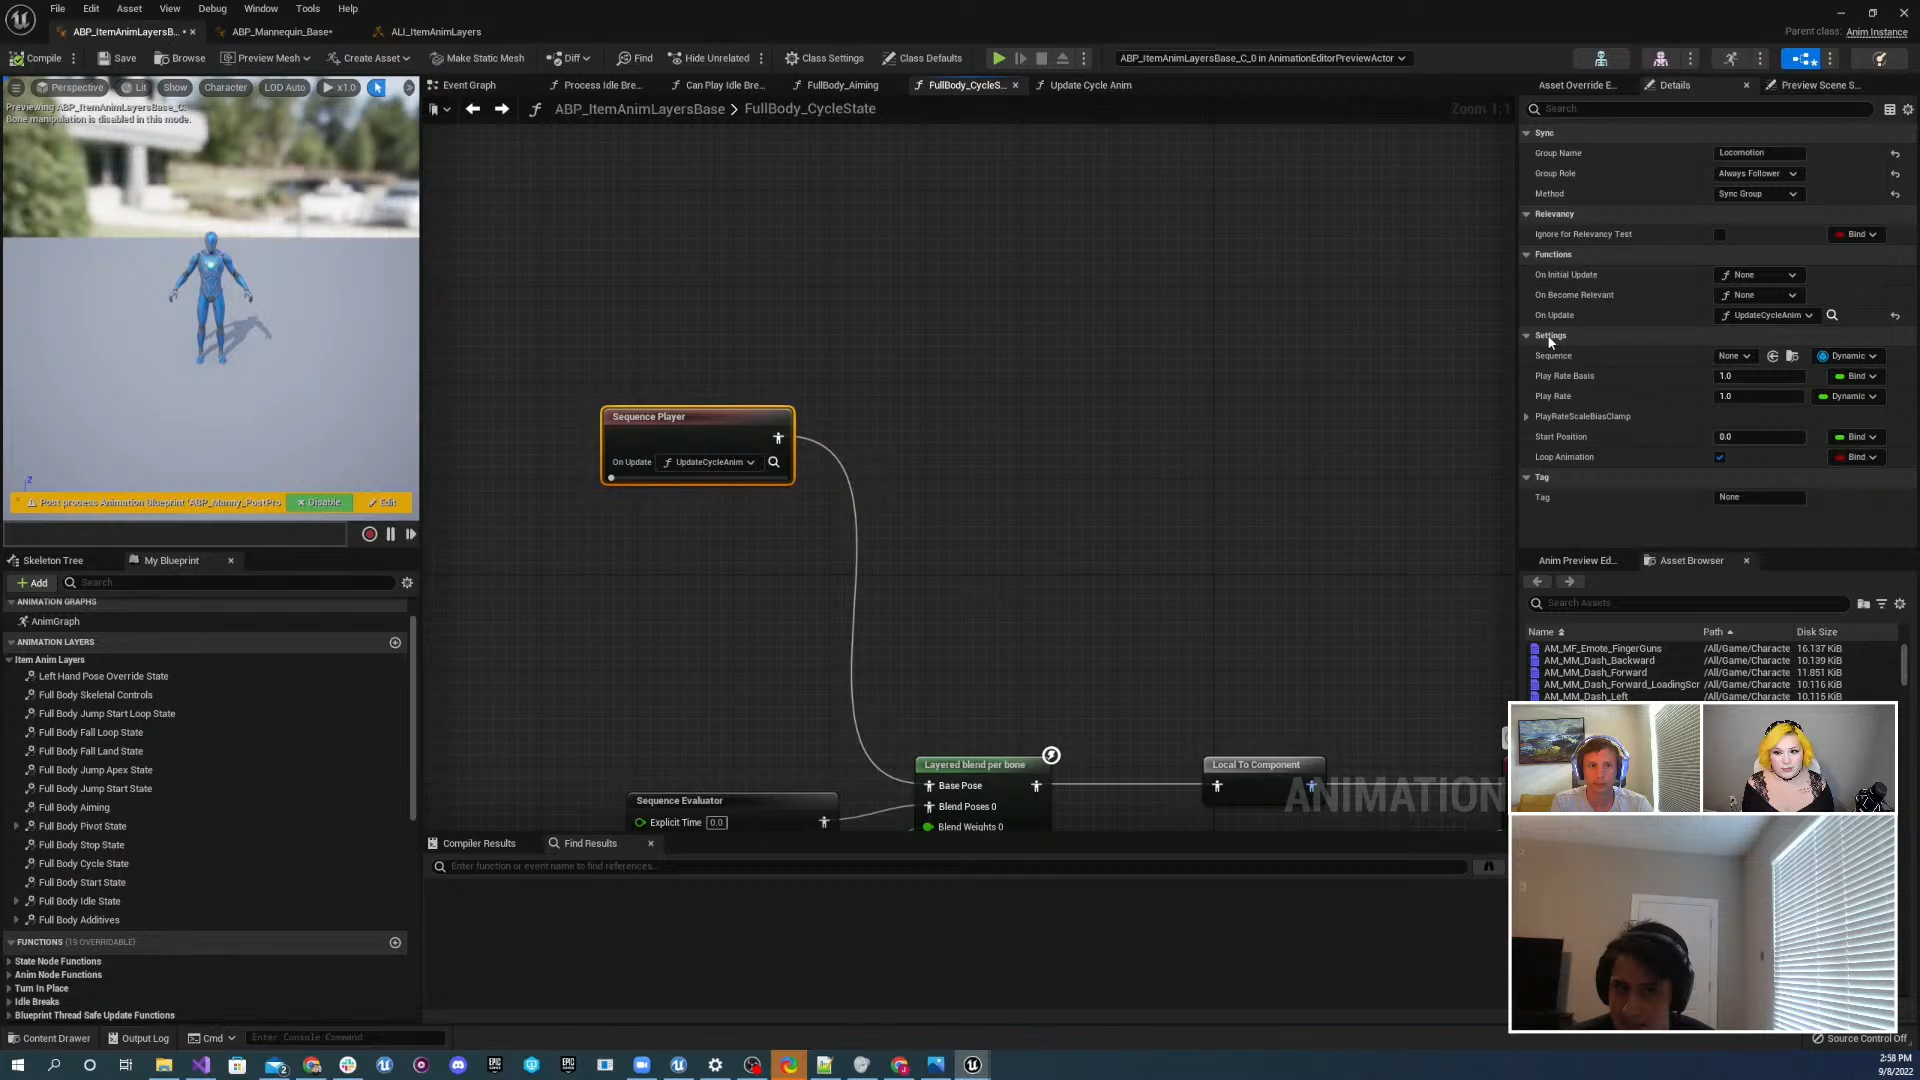 File Edit Asset View Debug Window Tools Help
ABP_ItemAnimLayersB... • ABP_Mannequin_Base* ALI_ItemAnimLayers
Parent class: Anim Instance
Compile Save Browse Preview Mesh Create Asset Make Static Mesh Diff Find Hide Unrelated Class Settings Class Defaults ABP_ItemAnimLayersBase_C_0 in AnimationEditorPreviewActor
Perspective Lit Show Character LOD Auto x1.0
Previewing ABP_ItemAnimLayersBase_C.
Bone manipulation is disabled in this mode.
Z
Post process Animation Blueprint 'ABP_Manny_PostPro Disable Edit
Event Graph Process Idle Bre... Can Play Idle Bre... FullBody_Aiming FullBody_CycleS... Update Cycle Anim
ABP_ItemAnimLayersBase > FullBody_CycleState Zoom 1:1
Sequence Player
On Update UpdateCycleAnim
Sequence Evaluator
Explicit Time 0.0
Layered blend per bone
Base Pose
Blend Poses 0
Blend Weights 0
Local To Component
ANIMATION
Skeleton Tree My Blueprint
Add Search
ANIMATION GRAPHS
AnimGraph
ANIMATION LAYERS
Item Anim Layers
Left Hand Pose Override State
Full Body Skeletal Controls
Full Body Jump Start Loop State
Full Body Fall Loop State
Full Body Fall Land State
Full Body Jump Apex State
Full Body Jump Start State
Full Body Aiming
Full Body Pivot State
Full Body Stop State
Full Body Cycle State
Full Body Start State
Full Body Idle State
Full Body Additives
FUNCTIONS (19 OVERRIDABLE)
State Node Functions
Anim Node Functions
Turn In Place
Idle Breaks
Blueprint Thread Safe Update Functions
Compiler Results Find Results
Enter function or event name to find references...
Asset Override E... Details Preview Scene S...
Search
Sync
Group Name Locomotion
Group Role Always Follower
Method Sync Group
Relevancy
Ignore for Relevancy Test Bind
Functions
On Initial Update None
On Become Relevant None
On Update UpdateCycleAnim
Settings
Sequence None Dynamic
Play Rate Basis 1.0 Bind
Play Rate 1.0 Dynamic
PlayRateScaleBiasClamp
Start Position 0.0 Bind
Loop Animation Bind
Tag
Tag None
Anim Preview Ed... Asset Browser
Search Assets
Name Path Disk Size
AM_MF_Emote_FingerGuns /All/Game/Characte 16.137 KiB
AM_MM_Dash_Backward /All/Game/Characte 10.139 KiB
AM_MM_Dash_Forward /All/Game/Characte 11.851 KiB
AM_MM_Dash_Forward_LoadingScr /All/Game/Characte 10.116 KiB
AM_MM_Dash_Left /All/Game/Characte 10.115 KiB
Content Drawer Output Log Cmd Enter Console Command Source Control Off
2:58 PM
9/8/2022